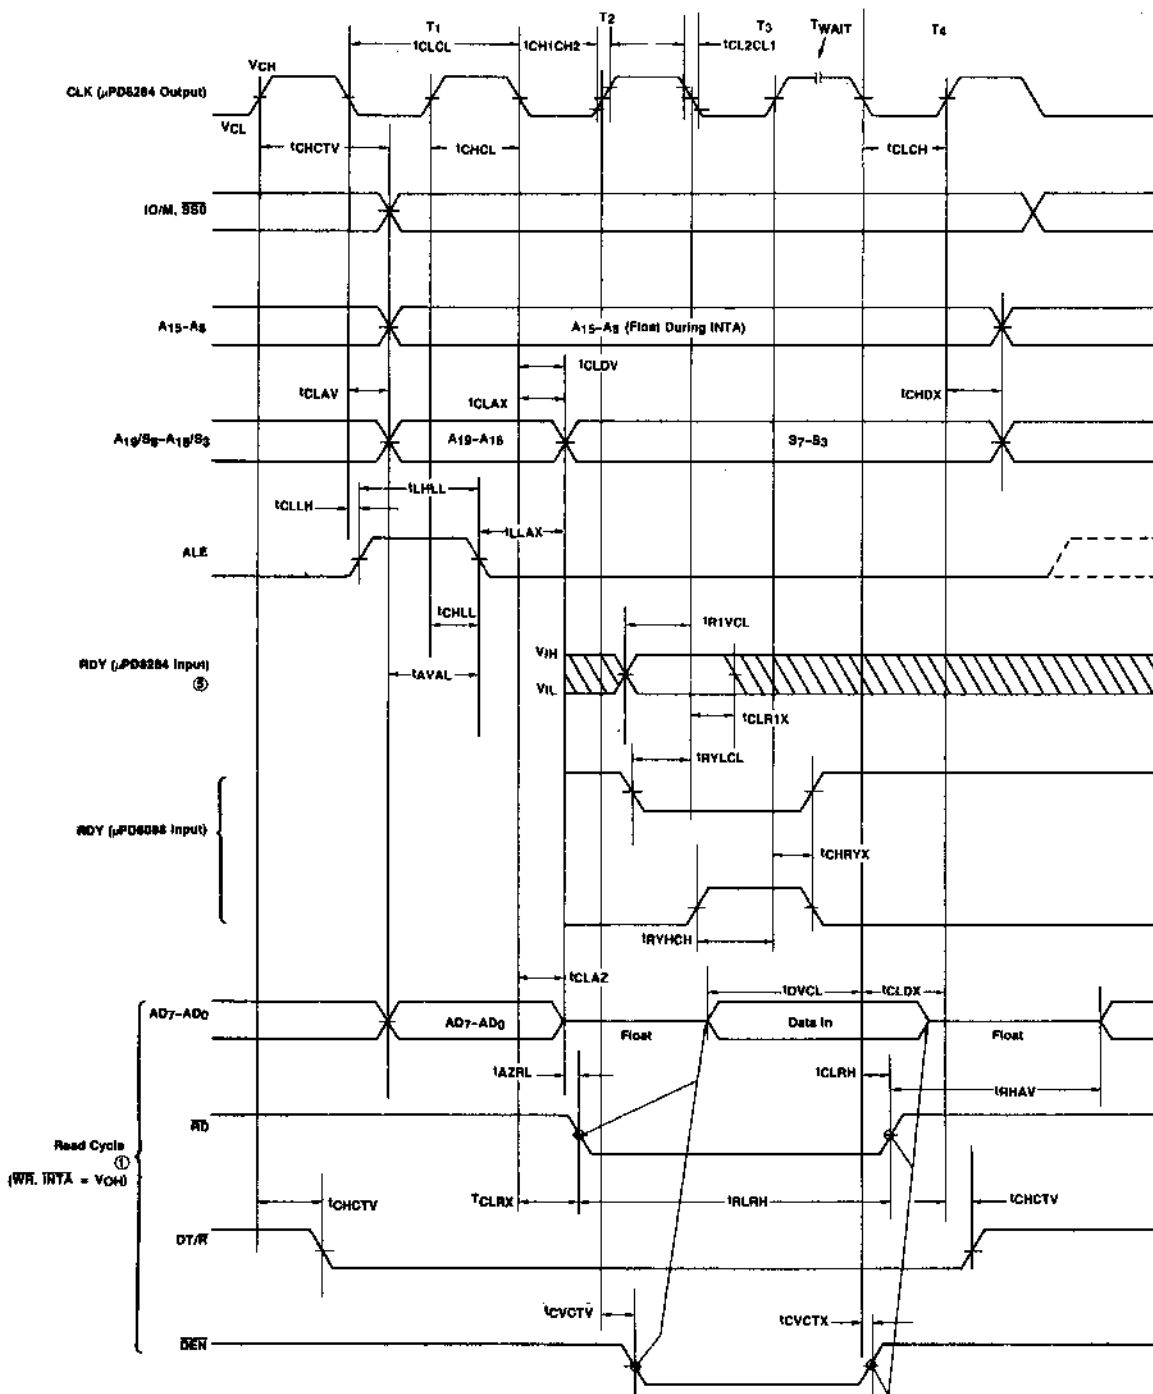 T1 T2 T3 TWAIT T4
tCLCL tCH1CH2 tCL2CL1
VCH
CLK (μPD8284 Output)
VCL
tCHCTV tCHCL tCLCH
IO/M, SS0
A15-A8 A15-A8 (Float During INTA)
tCLDV
tCLAV tCLAX tCHDX
A19/S6-A16/S3 A19-A16 S7-S3
tLHLL
tCLLH
tLLAX
ALE
tCHLL tR1VCL
RDY (μPD8284 Input) VIH
⑤ tAVAL VIL
tCLR1X
tRYLCL
RDY (μPD8088 Input)
tCHRYX
tRYHCH
tCLAZ
tDVCL tCLDX
AD7-AD0 AD7-AD0 Float Data In Float
tAZRL tCLRH
tRHAV
RD
Read Cycle
①
(WR, INTA = VOH)
tCHCTV TCLRX tRLRH tCHCTV
DT/R
tCVCTV tCVCTX
DEN